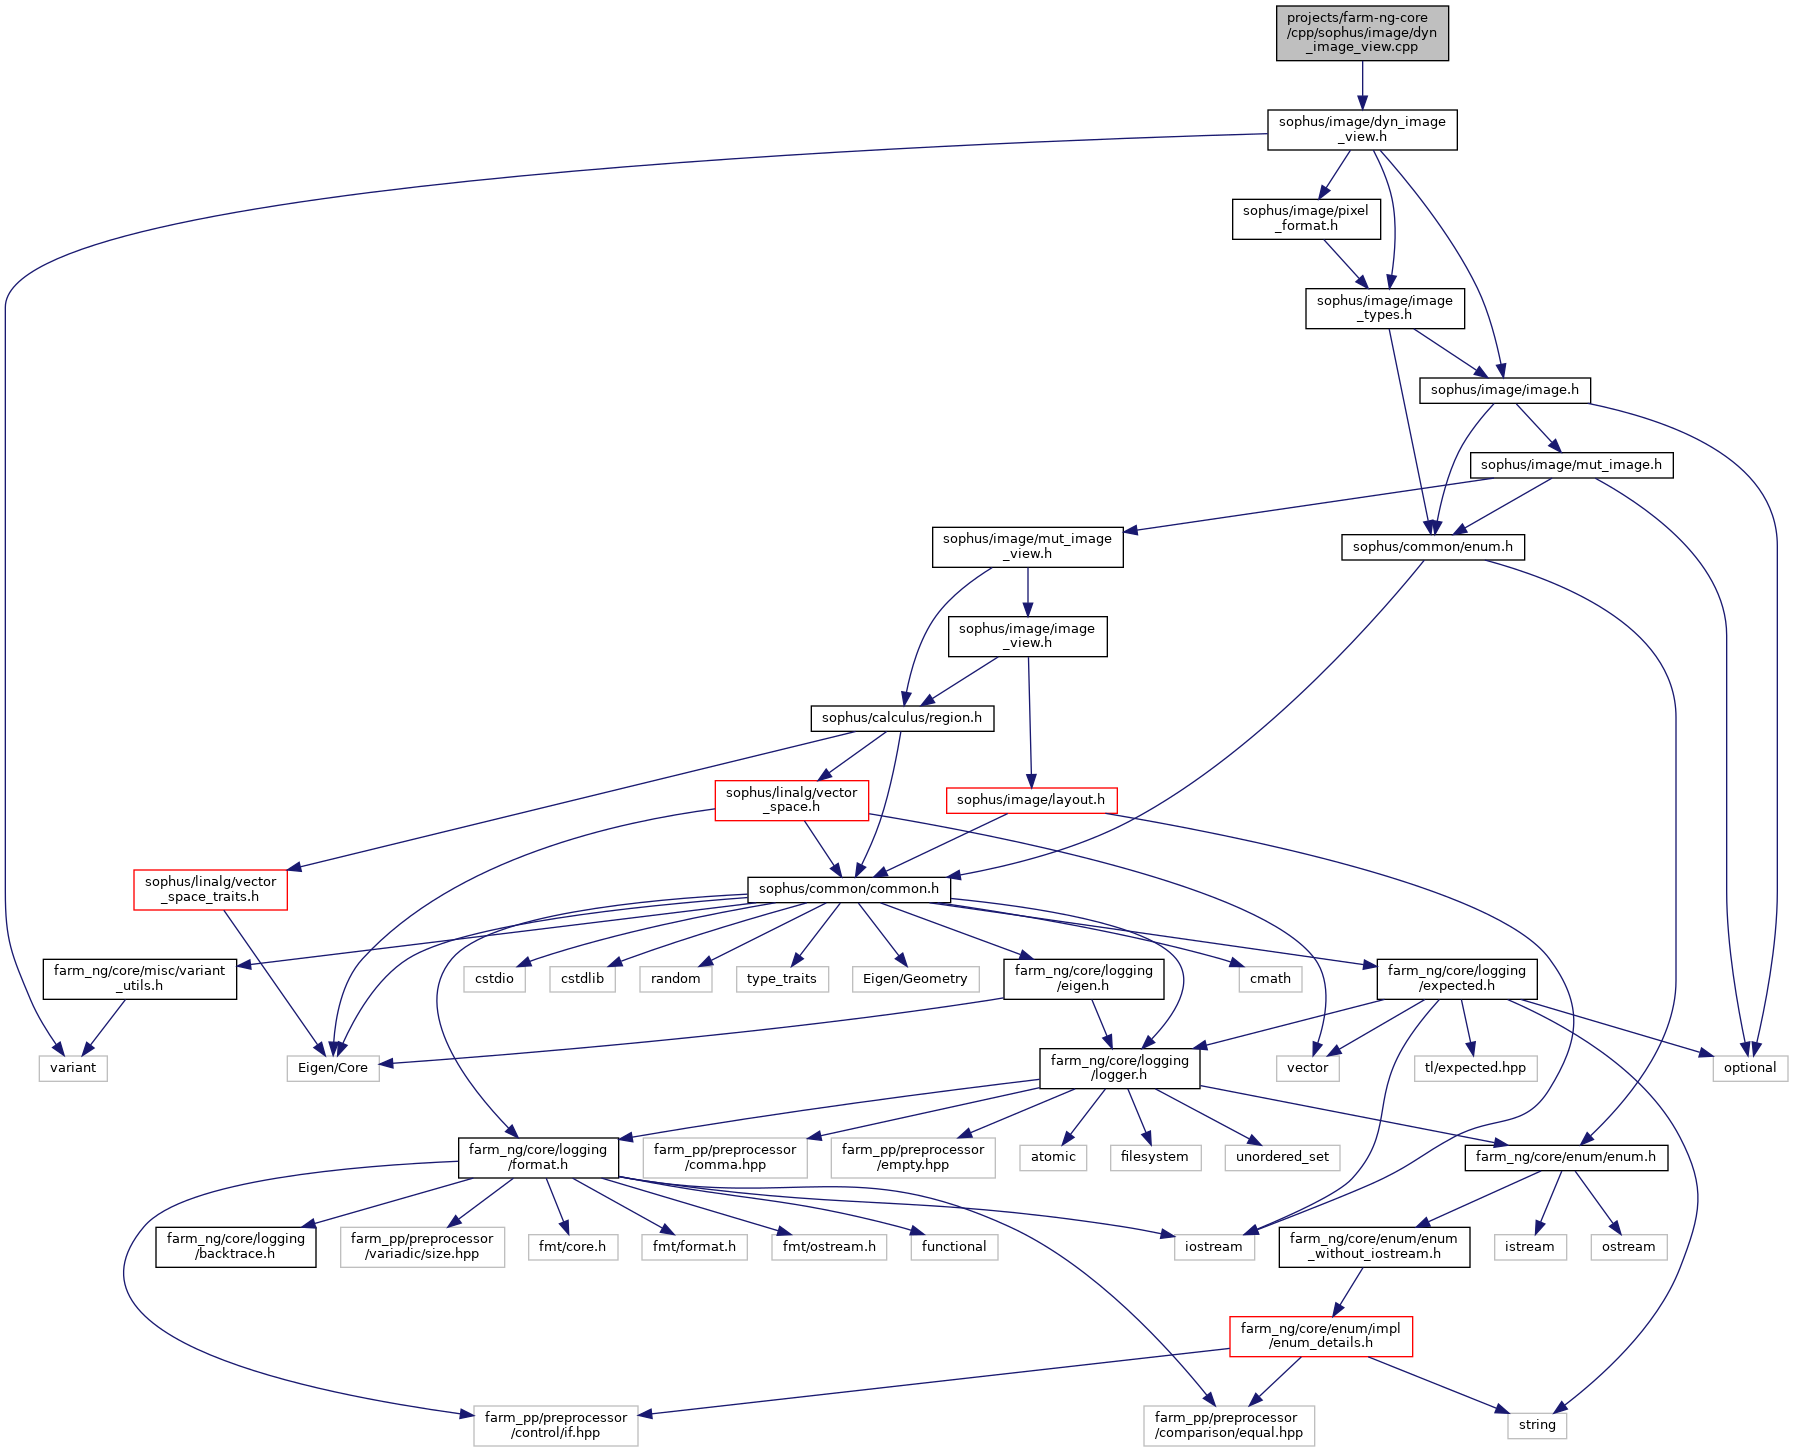 projects/farm-ng-core
/cpp/sophus/image/dyn
_image_view.cpp
sophus/image/dyn_image
_view.h
sophus/image/pixel
_format.h
sophus/image/image
_types.h
sophus/image/image.h
sophus/image/mut_image.h
sophus/image/mut_image
_view.h
sophus/common/enum.h
sophus/image/image
_view.h
sophus/calculus/region.h
sophus/linalg/vector
_space.h
sophus/image/layout.h
sophus/linalg/vector
_space_traits.h
sophus/common/common.h
farm_ng/core/misc/variant
_utils.h
cstdio
cstdlib
random
type_traits
Eigen/Geometry
farm_ng/core/logging
/eigen.h
cmath
farm_ng/core/logging
/expected.h
variant
Eigen/Core
farm_ng/core/logging
/logger.h
vector
tl/expected.hpp
optional
farm_ng/core/logging
/format.h
farm_pp/preprocessor
/comma.hpp
farm_pp/preprocessor
/empty.hpp
atomic
filesystem
unordered_set
farm_ng/core/enum/enum.h
farm_ng/core/logging
/backtrace.h
farm_pp/preprocessor
/variadic/size.hpp
fmt/core.h
fmt/format.h
fmt/ostream.h
functional
iostream
farm_ng/core/enum/enum
_without_iostream.h
istream
ostream
farm_ng/core/enum/impl
/enum_details.h
farm_pp/preprocessor
/control/if.hpp
farm_pp/preprocessor
/comparison/equal.hpp
string